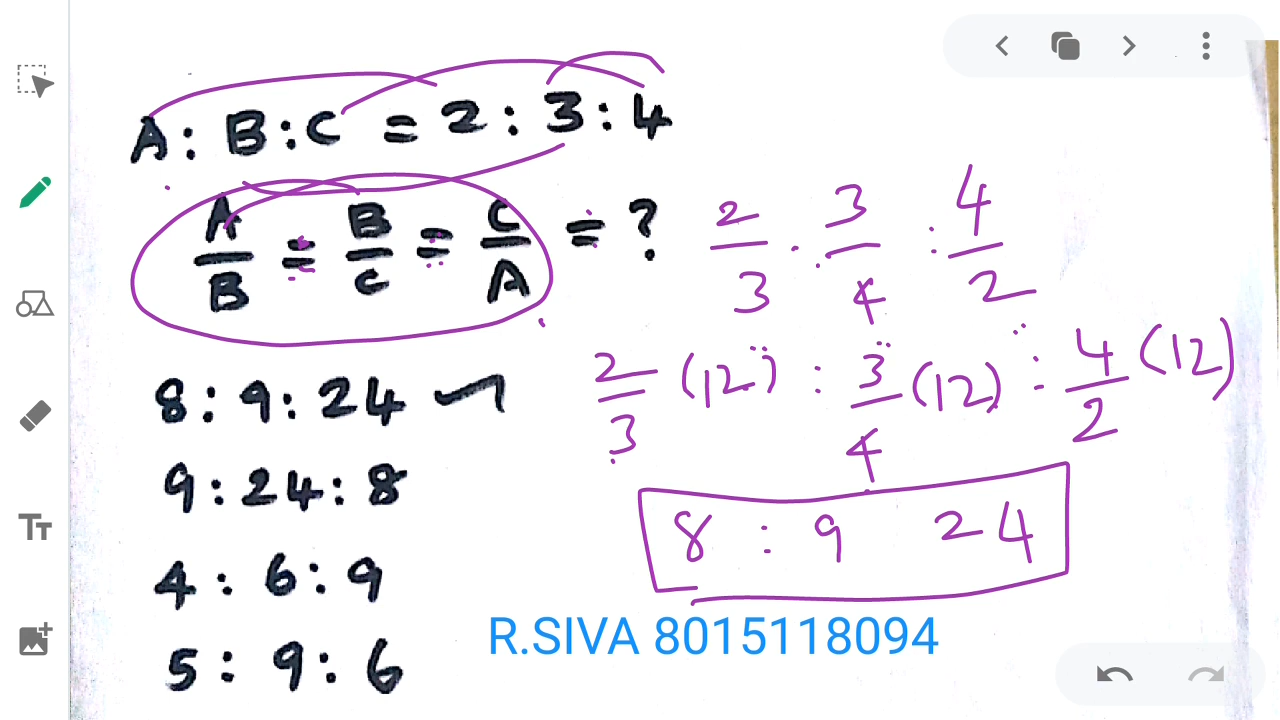 A : B : C = 2 : 3 : 4
A/B = B/C = C/A = ?
2/3 : 3/4 : 4/2
2/3 (12) : 3/4 (12) : 4/2 (12)
8 : 9 24
8 : 9 : 24
9 : 24 : 8
4 : 6 : 9
5 : 9 : 6
R.SIVA 8015118094
Tт